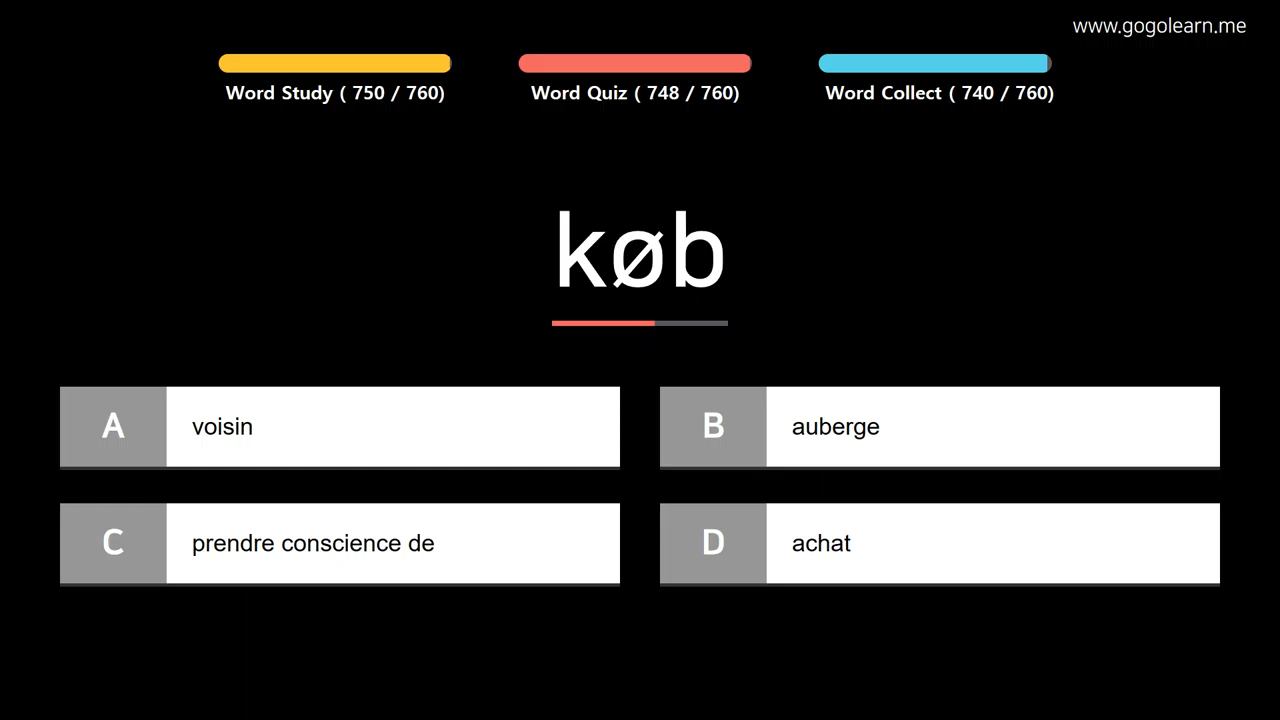 www.gogolearn.me
Word Study ( 750 / 760)
Word Quiz ( 748 / 760)
Word Collect ( 740 / 760)
køb
A voisin
B auberge
C prendre conscience de
D achat